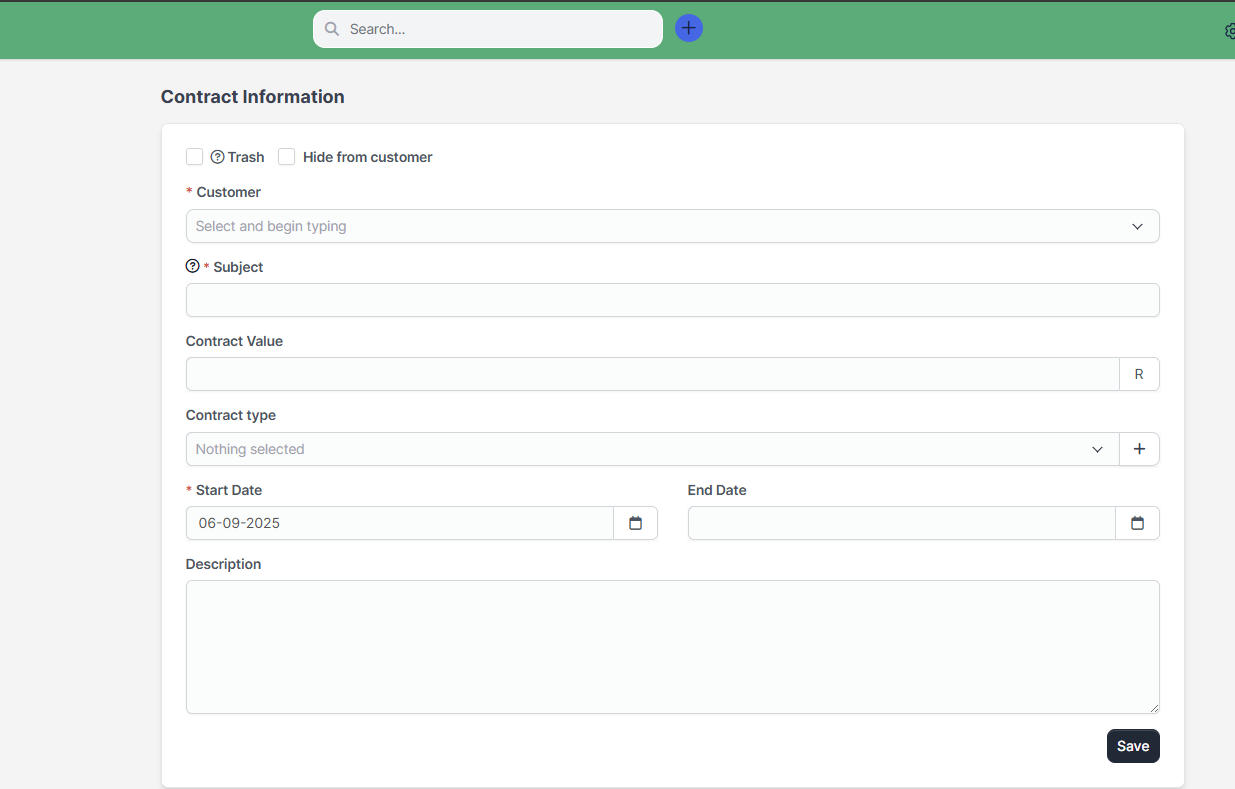 Search...
Contract Information
Trash Hide from customer
* Customer
Select and begin typing
* Subject
Contract Value
R
Contract type
Nothing selected
* Start Date End Date
06-09-2025
Description
Save